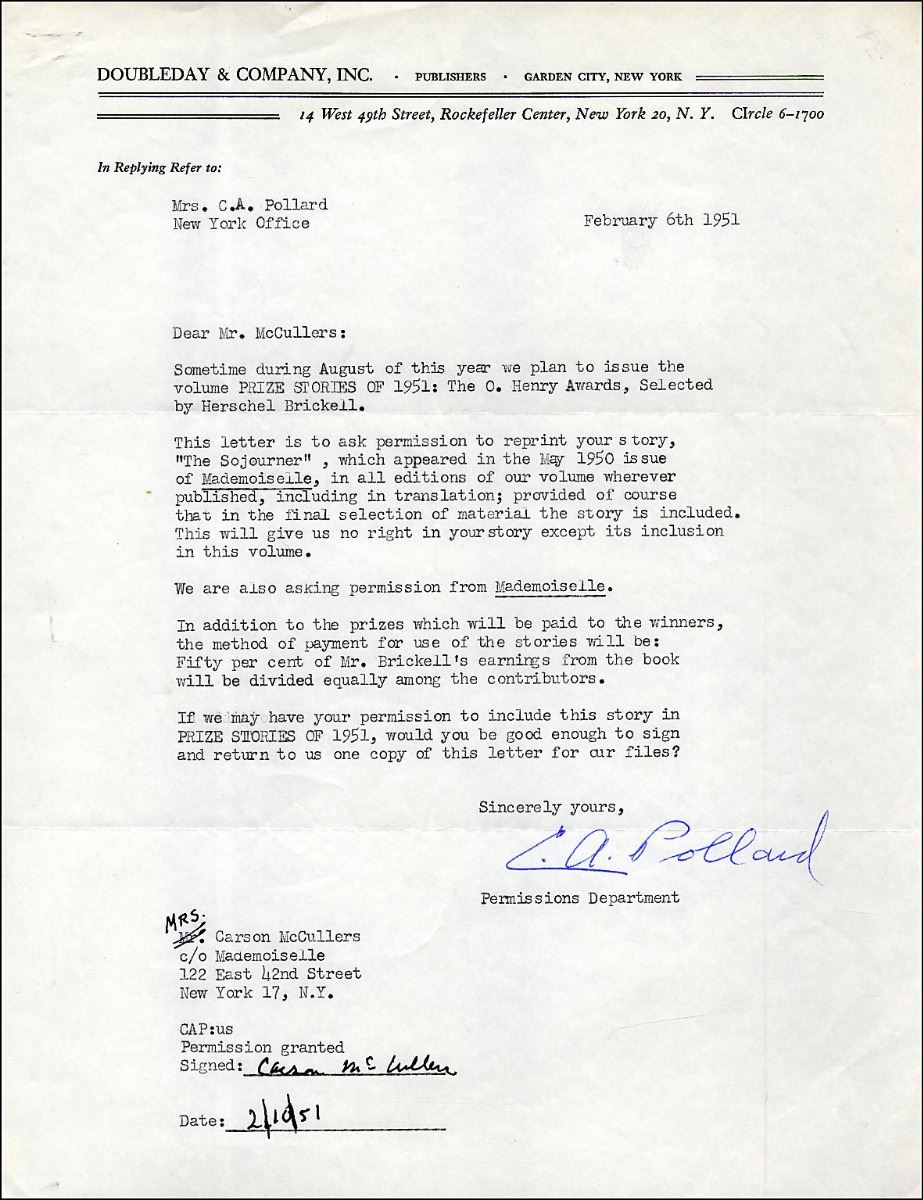 DOUBLEDAY & COMPANY, INC. · PUBLISHERS · GARDEN CITY, NEW YORK
14 West 49th Street, Rockefeller Center, New York 20, N. Y. CIrcle 6-1700
In Replying Refer to:
Mrs. C.A. Pollard
New York Office
February 6th 1951
Dear Mr. McCullers:
Sometime during August of this year we plan to issue the
volume PRIZE STORIES OF 1951: The O. Henry Awards, Selected
by Herschel Brickell.
This letter is to ask permission to reprint your story,
"The Sojourner" , which appeared in the May 1950 issue
of Mademoiselle, in all editions of our volume wherever
published, including in translation; provided of course
that in the final selection of material the story is included.
This will give us no right in your story except its inclusion
in this volume.
We are also asking permission from Mademoiselle.
In addition to the prizes which will be paid to the winners,
the method of payment for use of the stories will be:
Fifty per cent of Mr. Brickell's earnings from the book
will be divided equally among the contributors.
If we may have your permission to include this story in
PRIZE STORIES OF 1951, would you be good enough to sign
and return to us one copy of this letter for our files?
Sincerely yours,
C. A. Pollard
Permissions Department
MRS.
Mr. Carson McCullers
c/o Mademoiselle
122 East 42nd Street
New York 17, N.Y.
CAP:us
Permission granted
Signed: Carson McCullers
Date: 2/10/51